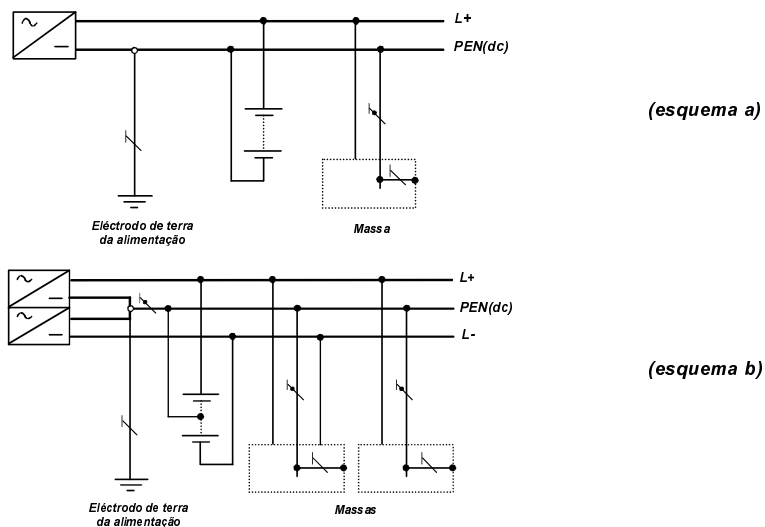 L+
PEN(dc)
(esquema a)
Eléctrodo de terra
da alimentação
Massa
L+
PEN(dc)
L-
(esquema b)
Eléctrodo de terra
da alimentação
Massas